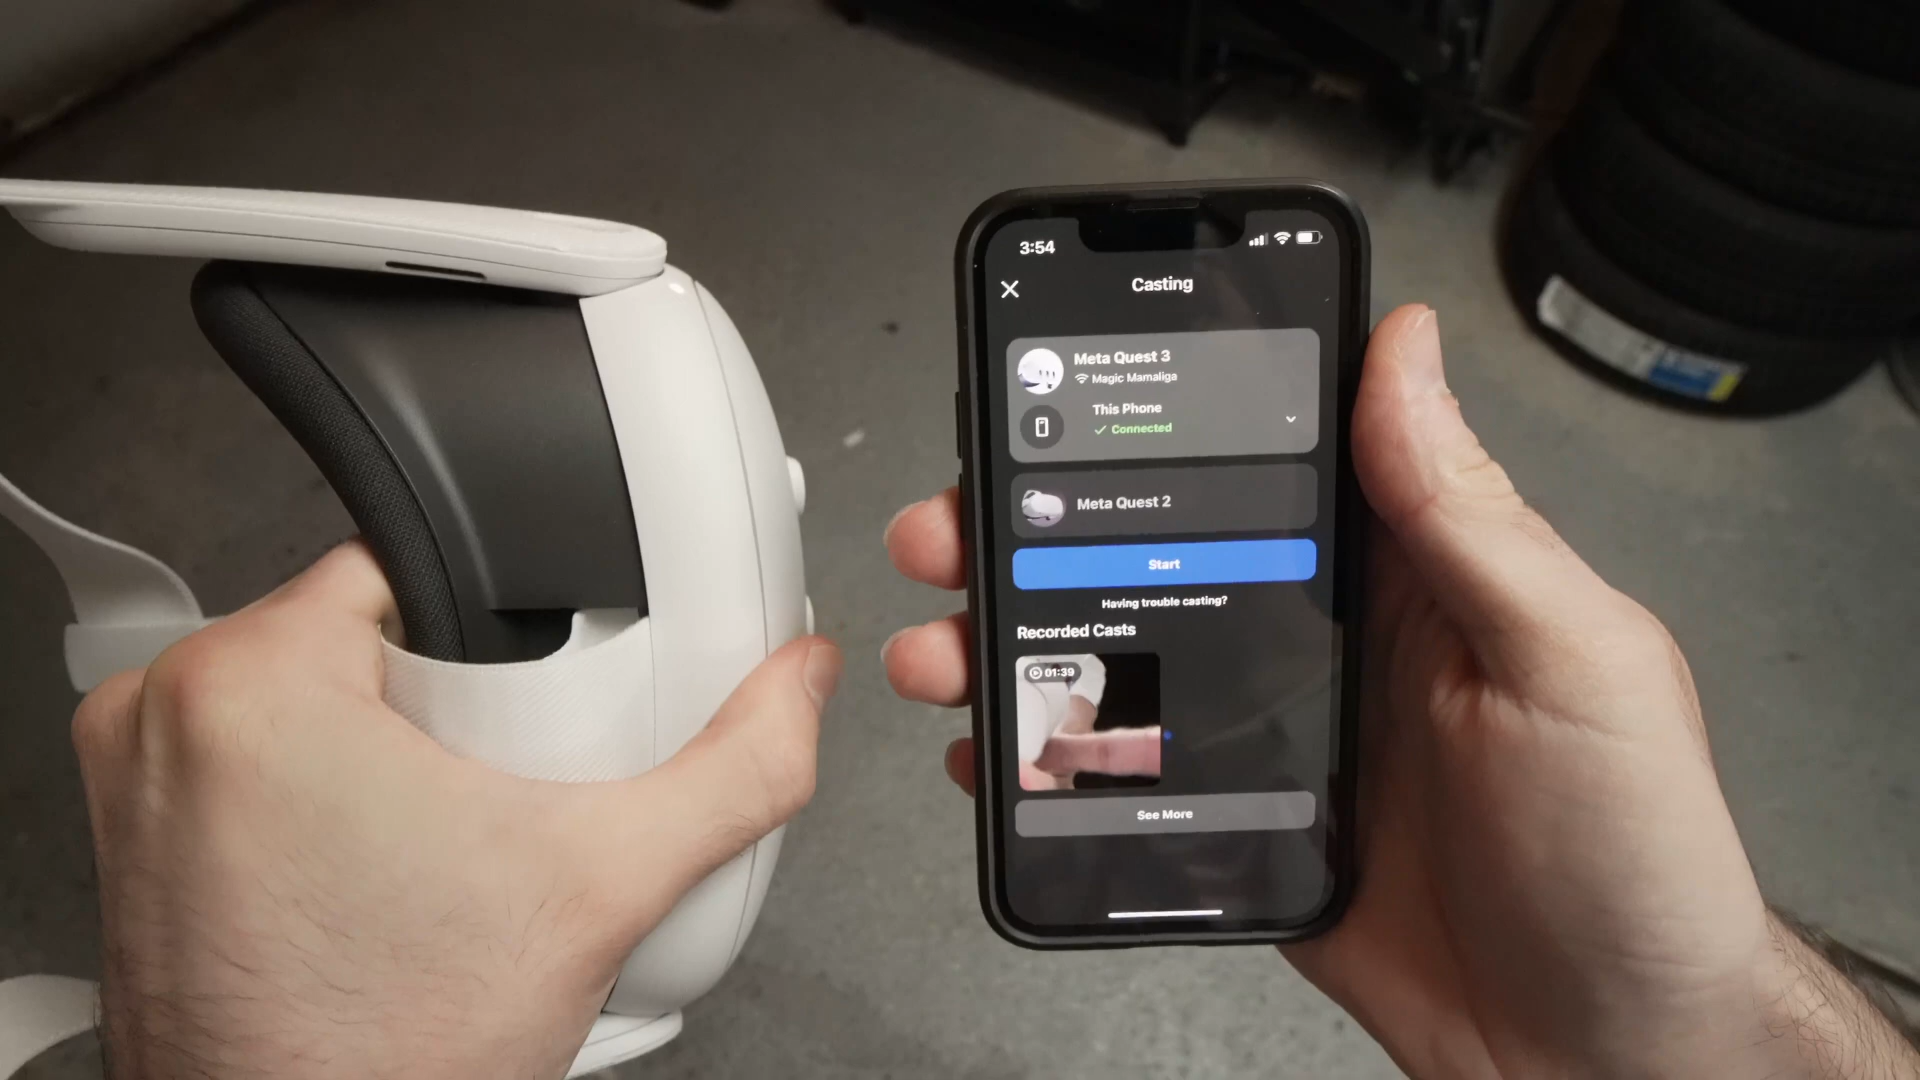 3:54
Casting
Meta Quest 3
Magic Mamaliga
This Phone
Connected
Meta Quest 2
Start
Having trouble casting?
Recorded Casts
01:39
See More